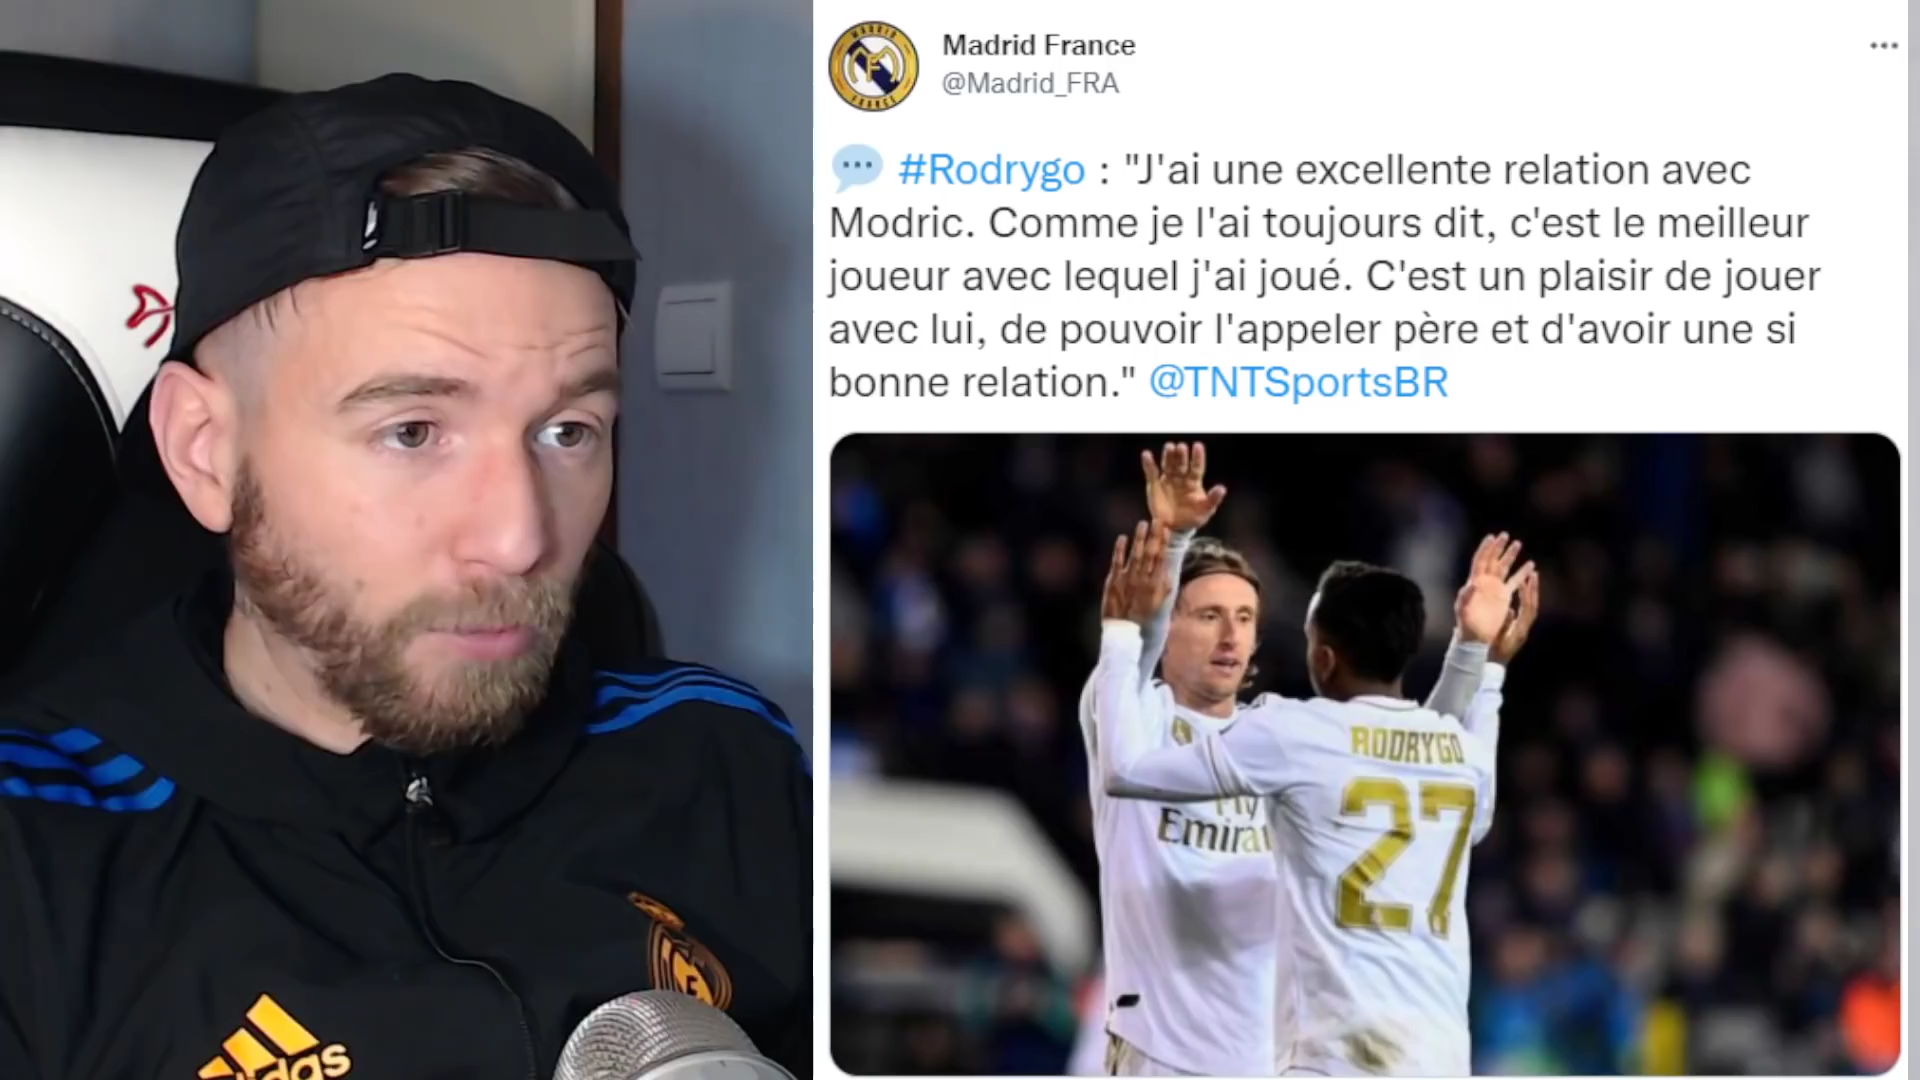 Madrid France
@Madrid_FRA
#Rodrygo : "J'ai une excellente relation avec
Modric. Comme je l'ai toujours dit, c'est le meilleur
joueur avec lequel j'ai joué. C'est un plaisir de jouer
avec lui, de pouvoir l'appeler père et d'avoir une si
bonne relation." @TNTSportsBR
RODRYGO
27
Fly
Emira
adidas